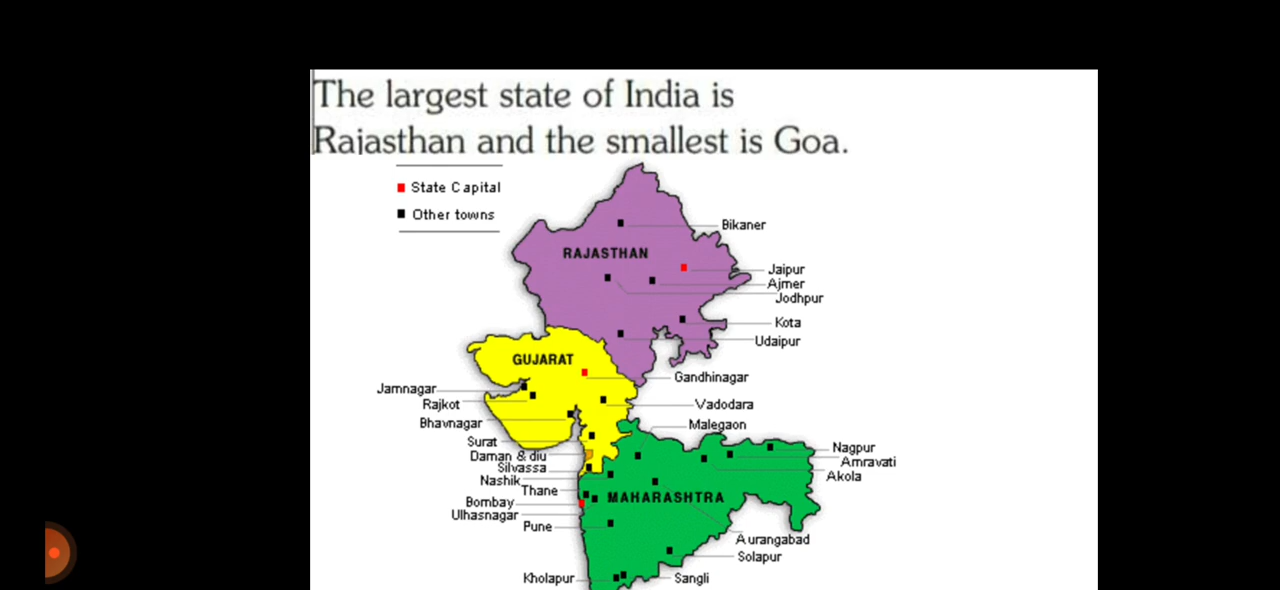 The largest state of India is
Rajasthan and the smallest is Goa.
State Capital
Other towns
Bikaner
RAJASTHAN
Jaipur
Ajmer
Jodhpur
Kota
Udaipur
GUJARAT
Gandhinagar
Jamnagar
Rajkot
Vadodara
Bhavnagar
Malegaon
Surat
Nagpur
Daman & diu
Amravati
Silvassa
Akola
Nashik
Thane
MAHARASHTRA
Bombay
Ulhasnagar
Pune
Aurangabad
Solapur
Kholapur
Sangli